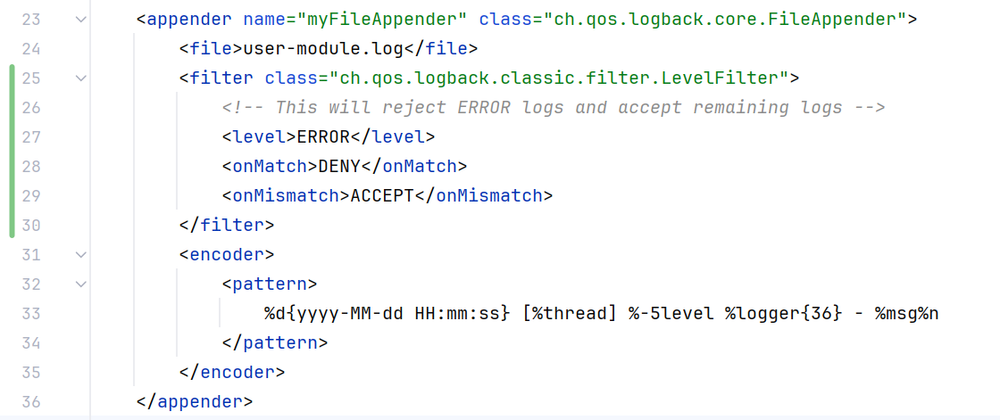 23 <appender name="myFileAppender" class="ch.qos.logback.core.FileAppender">
24 <file>user-module.log</file>
25 <filter class="ch.qos.logback.classic.filter.LevelFilter">
26 <!-- This will reject ERROR logs and accept remaining logs -->
27 <level>ERROR</level>
28 <onMatch>DENY</onMatch>
29 <onMismatch>ACCEPT</onMismatch>
30 </filter>
31 <encoder>
32 <pattern>
33 %d{yyyy-MM-dd HH:mm:ss} [%thread] %-5level %logger{36} - %msg%n
34 </pattern>
35 </encoder>
36 </appender>